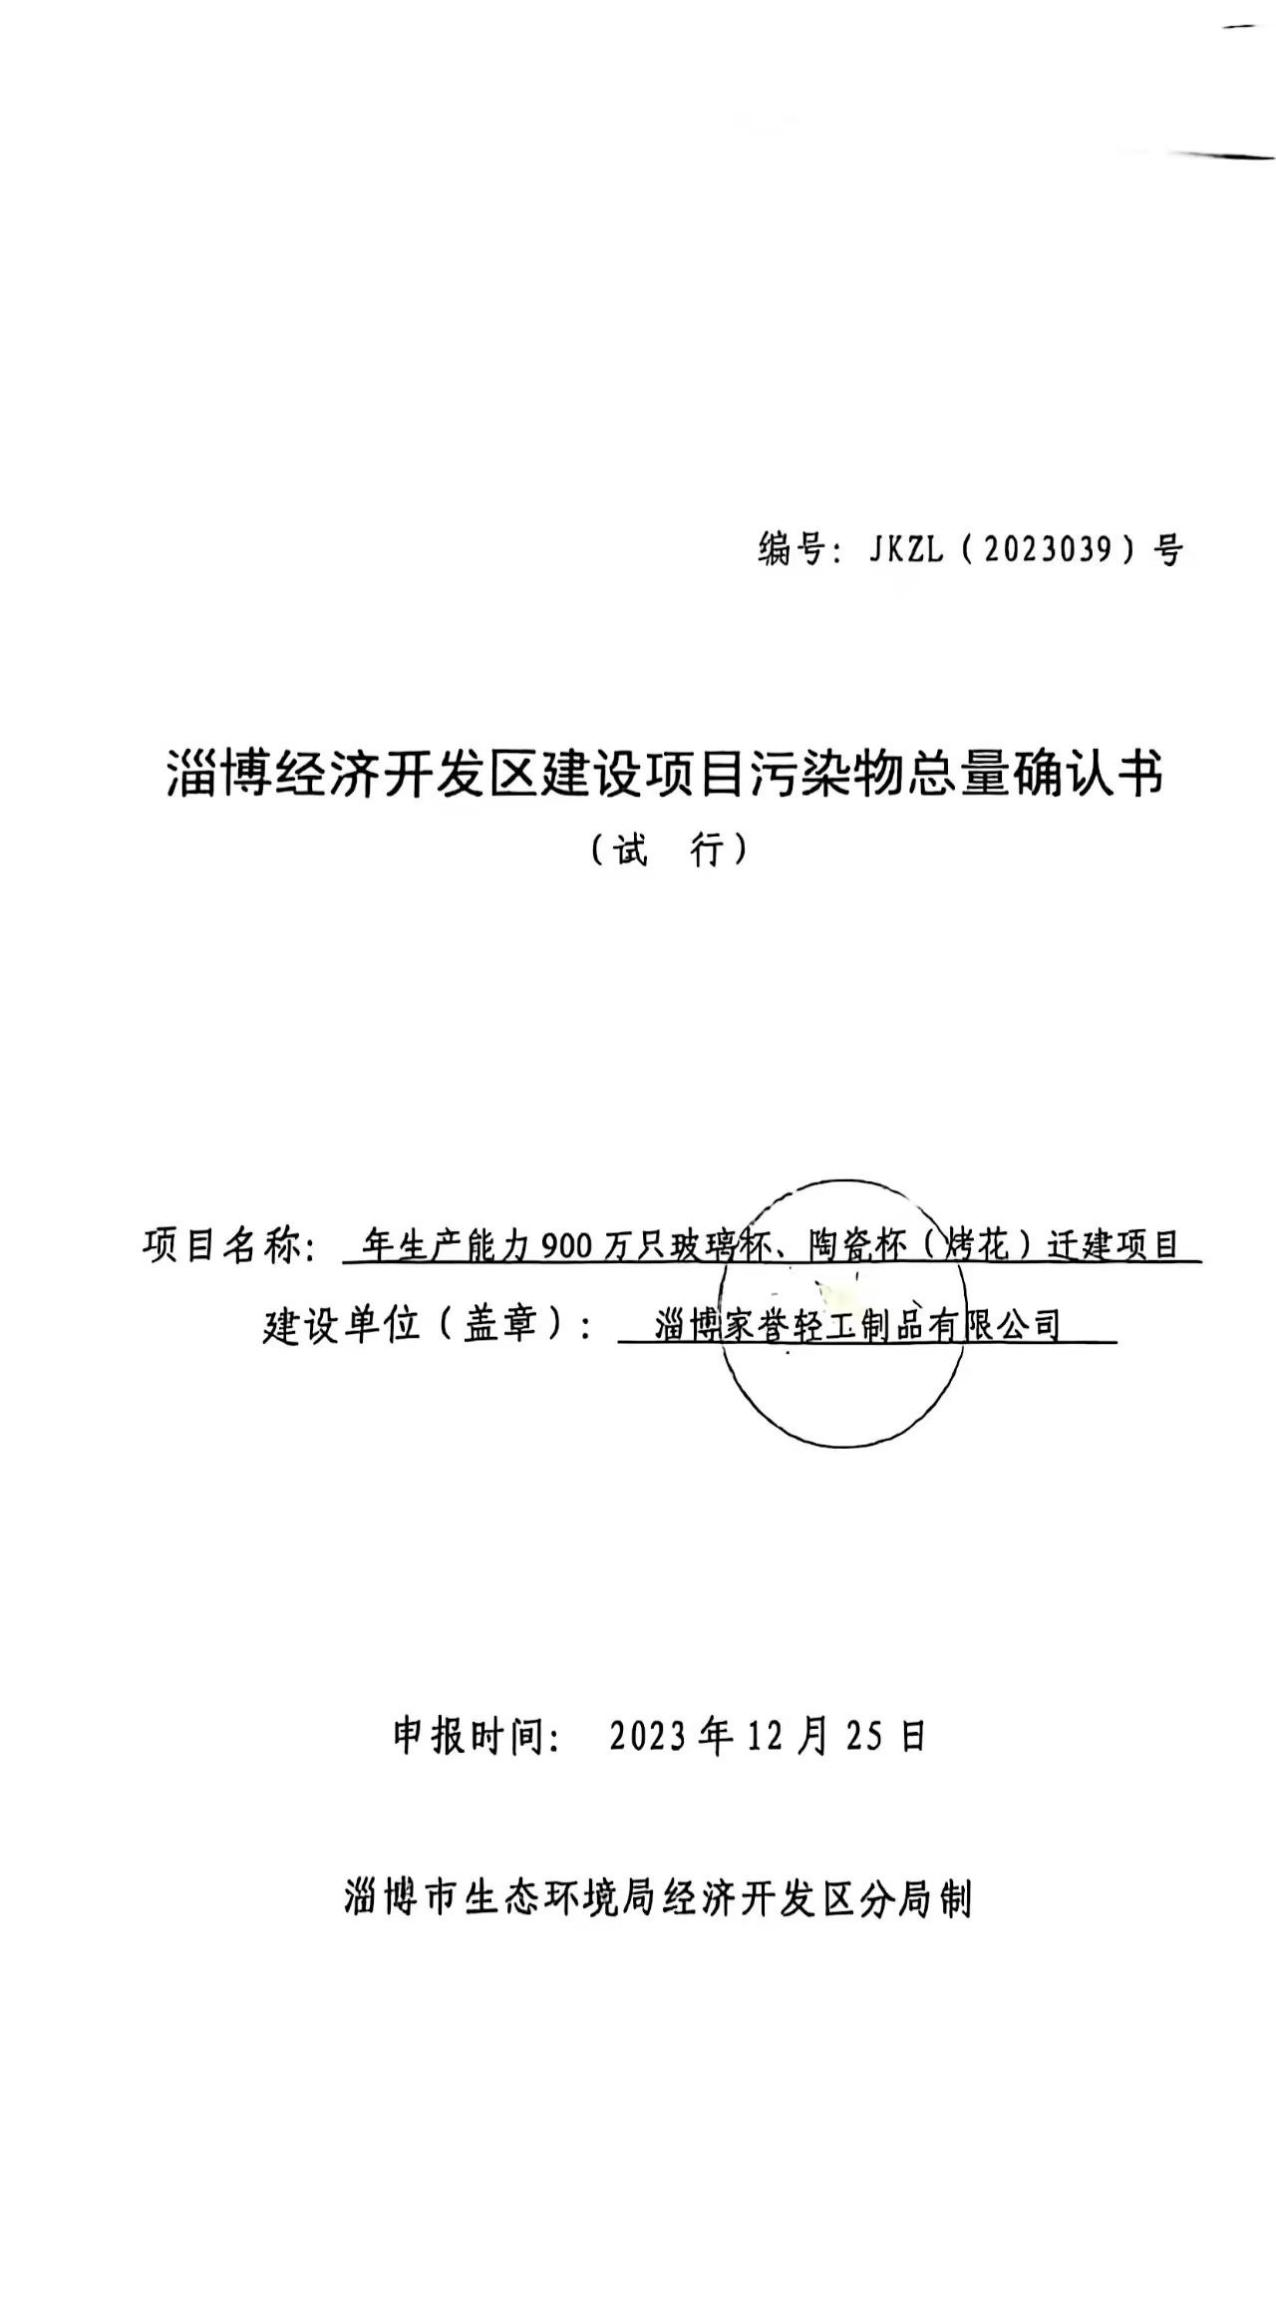 编号：JKZL（2023039）号
淄博经济开发区建设项目污染物总量确认书
（试 行）
项目名称： 年生产能力900万只玻璃杯、陶瓷杯（烤花）迁建项目
建设单位（盖章）： 淄博家誉轻工制品有限公司
申报时间： 2023年12月25日
淄博市生态环境局经济开发区分局制